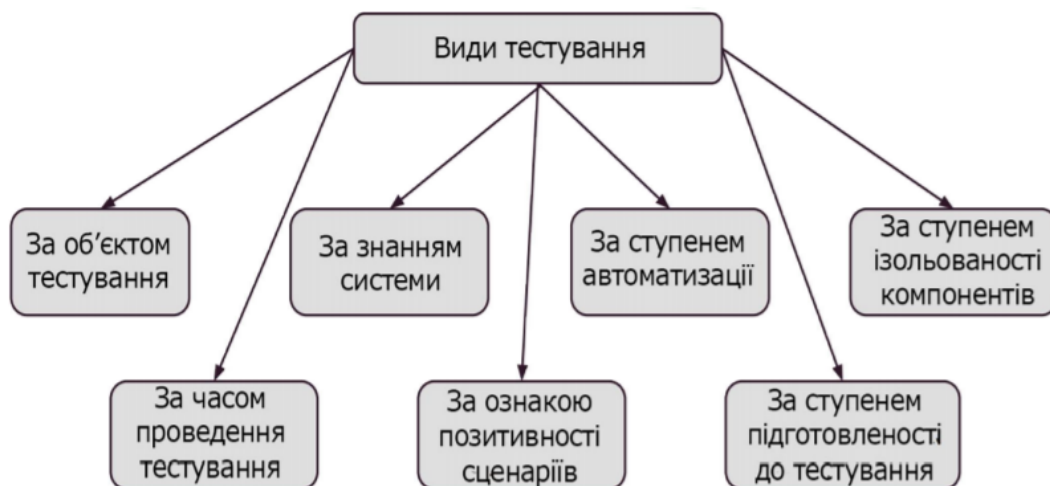 Види тестування
За об’єктом
тестування
За знанням
системи
За ступенем
автоматизації
За ступенем
ізольованості
компонентів
За часом
проведення
тестування
За ознакою
позитивності
сценаріїв
За ступенем
підготовленості
до тестування